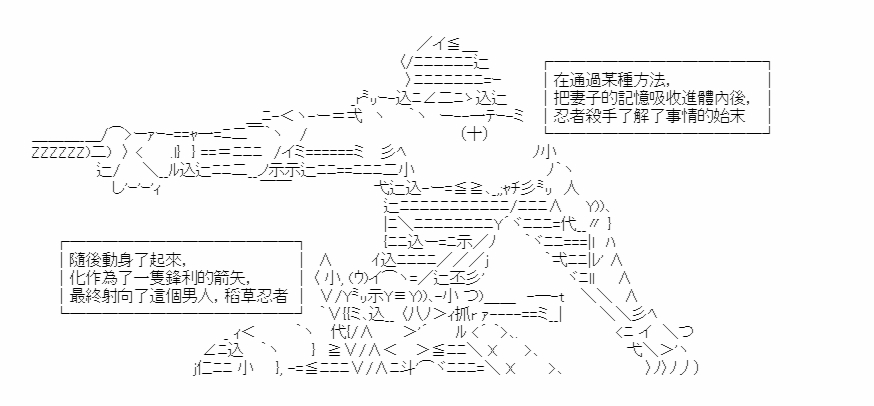 在通過某種方法，
把妻子的記憶吸收進體內後，
忍者殺手了解了事情的始末
隨後動身了起來，
化作為了一隻鋒利的箭矢，
最終射向了這個男人，稻草忍者